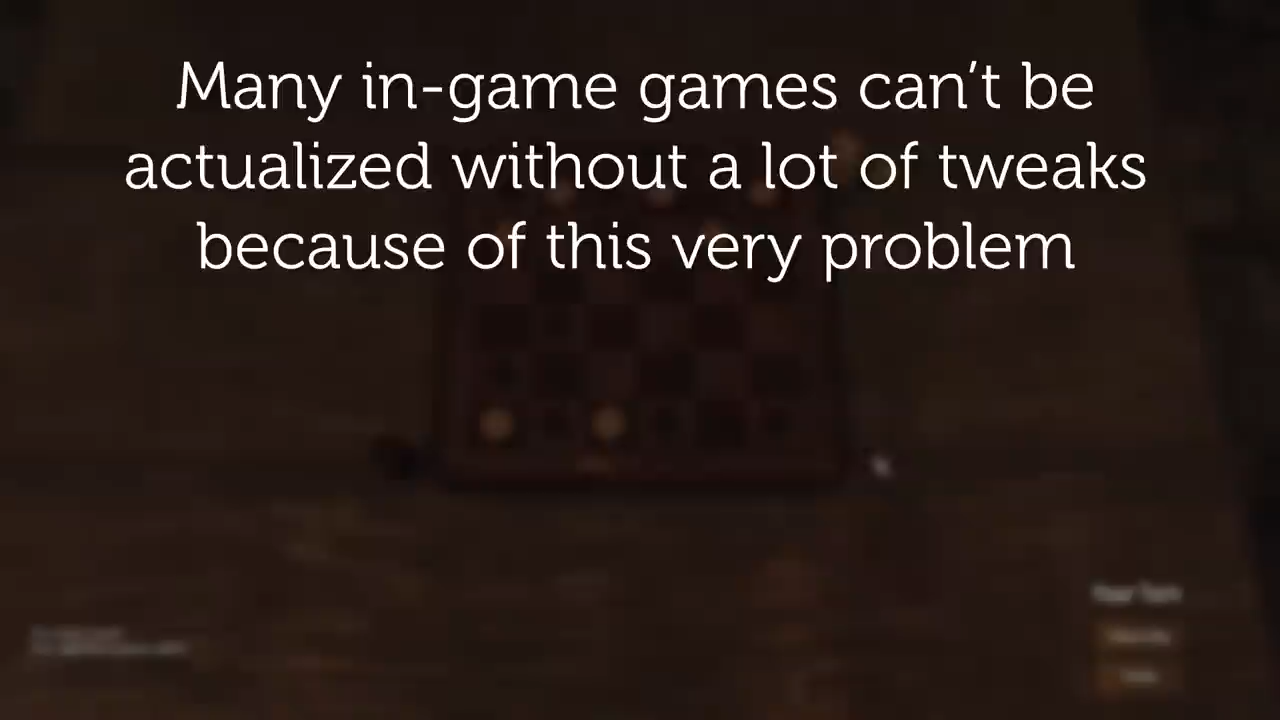 Many in-game games can’t be
actualized without a lot of tweaks
because of this very problem